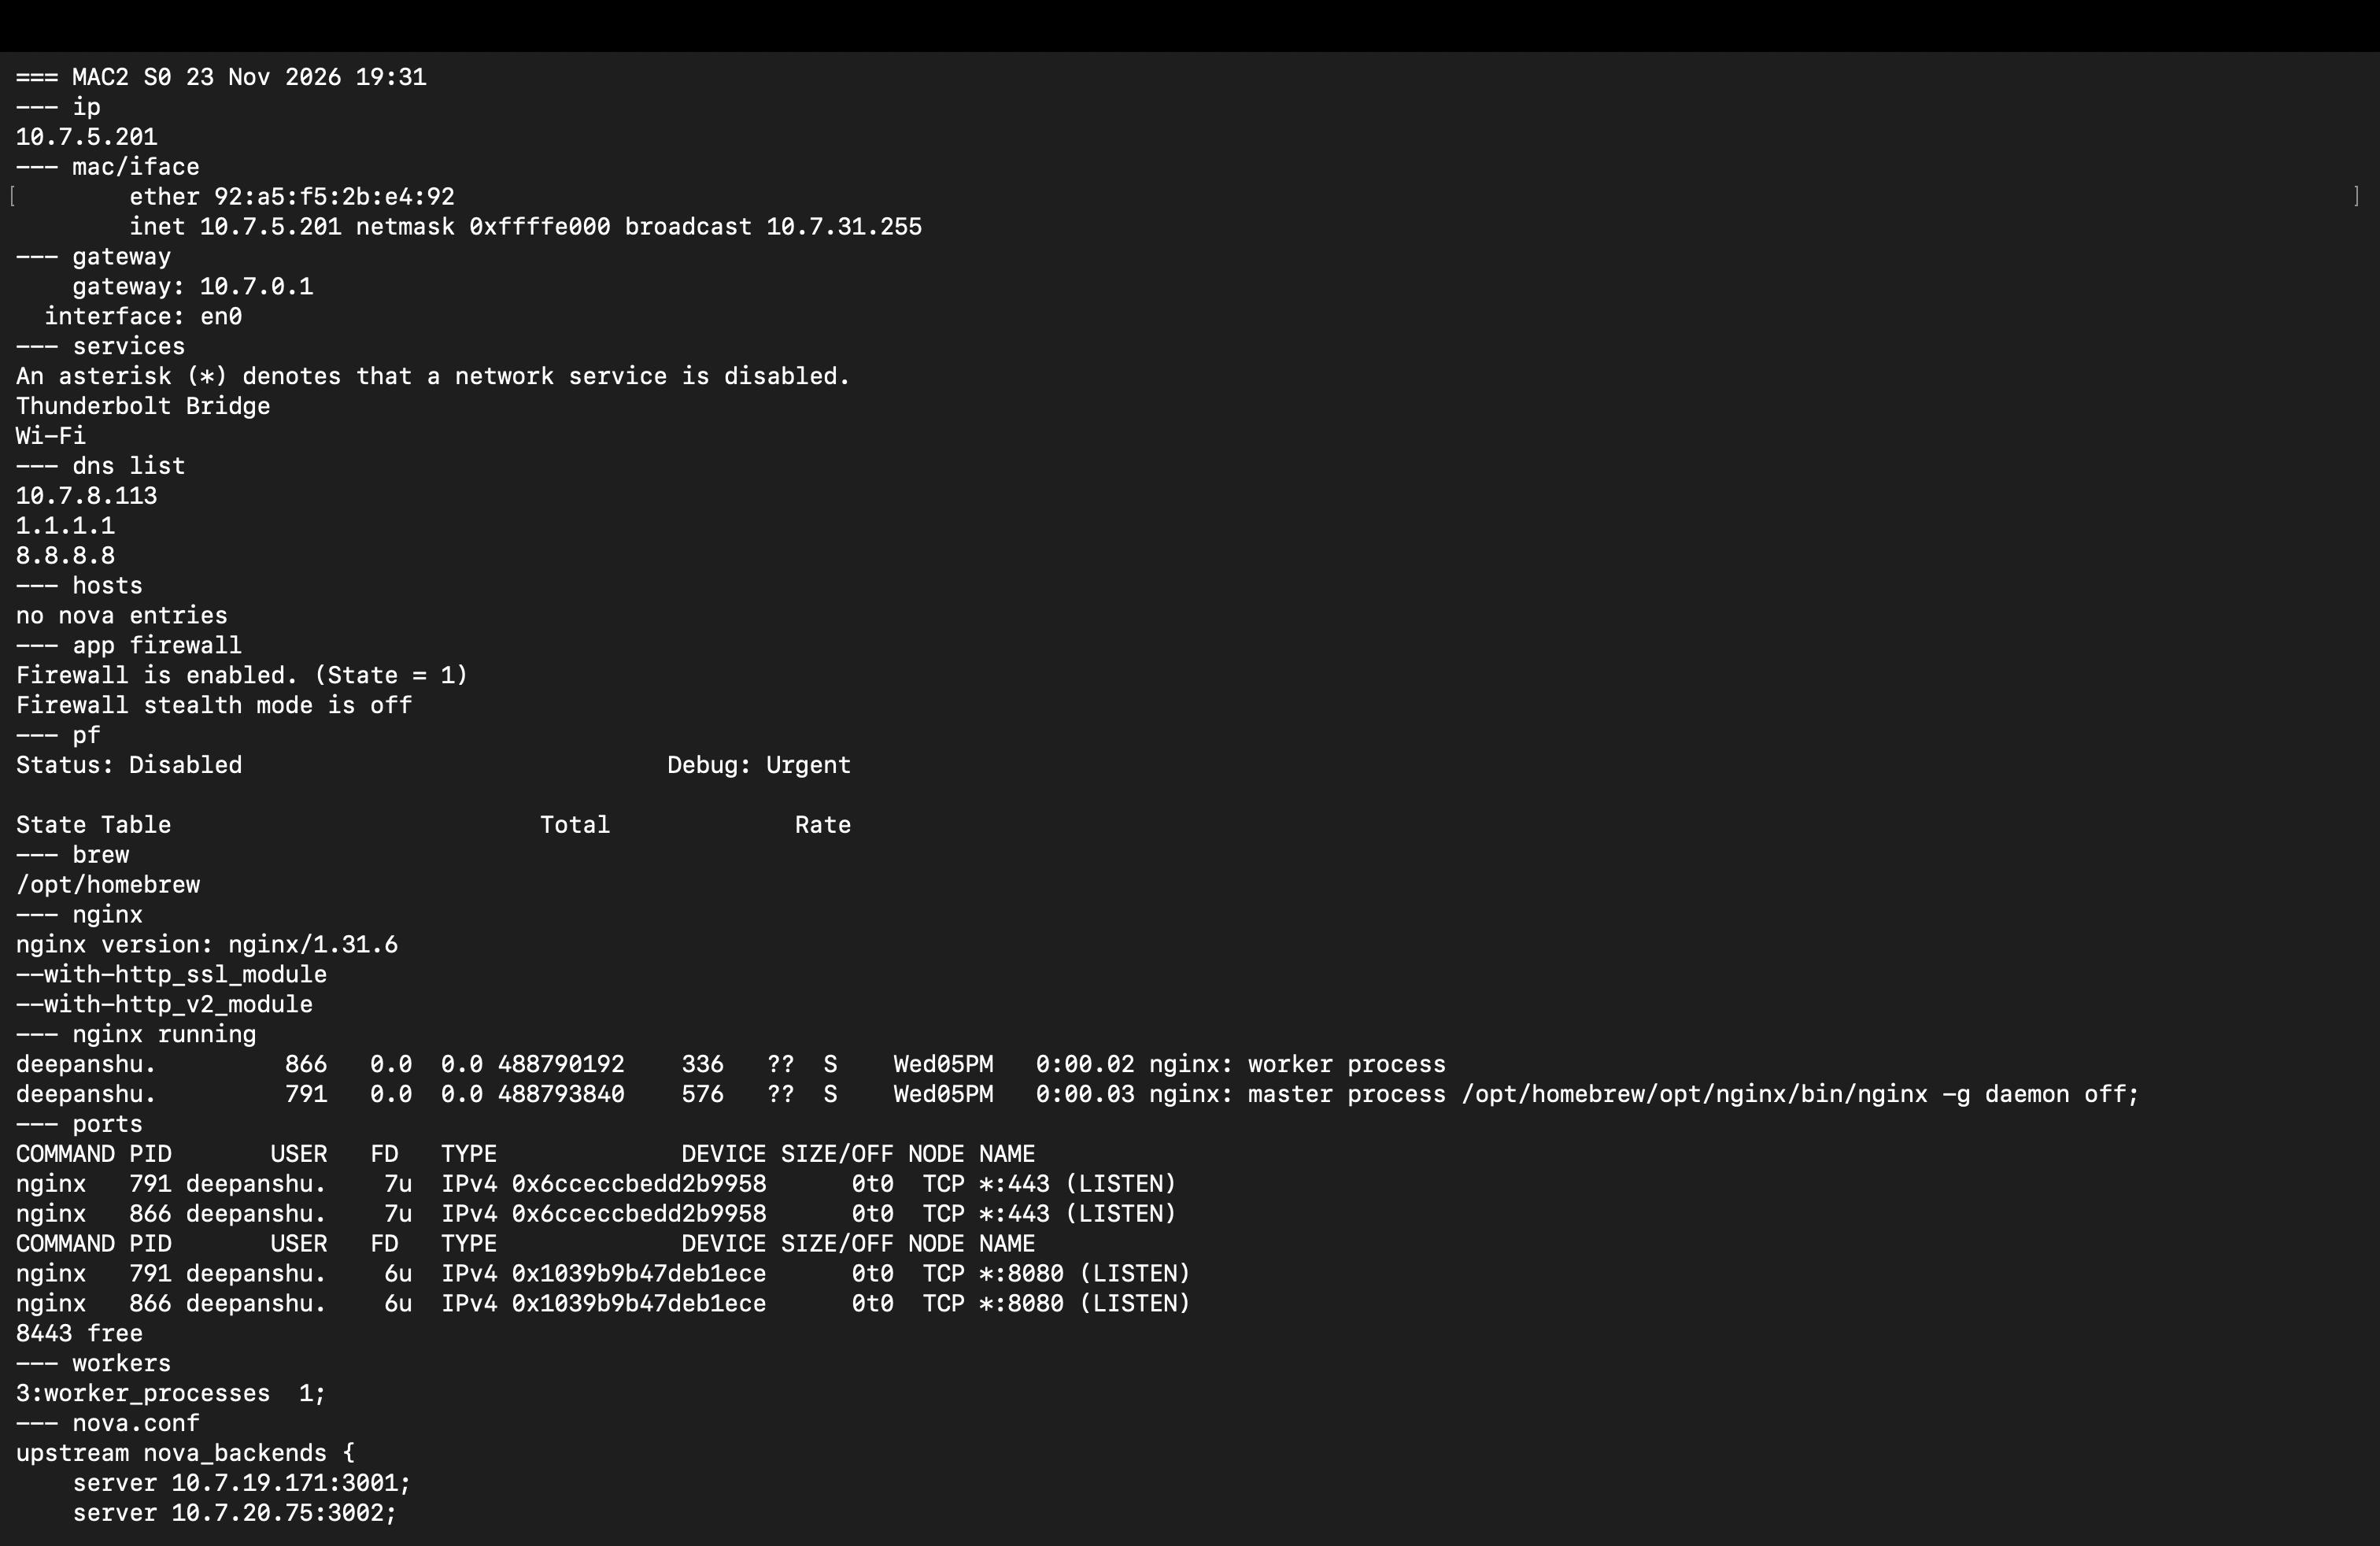 === MAC2 S0 23 Nov 2026 19:31
--- ip
10.7.5.201
--- mac/iface
[        ether 92:a5:f5:2b:e4:92 ]
        inet 10.7.5.201 netmask 0xffffe000 broadcast 10.7.31.255
--- gateway
    gateway: 10.7.0.1
  interface: en0
--- services
An asterisk (*) denotes that a network service is disabled.
Thunderbolt Bridge
Wi-Fi
--- dns list
10.7.8.113
1.1.1.1
8.8.8.8
--- hosts
no nova entries
--- app firewall
Firewall is enabled. (State = 1)
Firewall stealth mode is off
--- pf
Status: Disabled                              Debug: Urgent
State Table                          Total             Rate
--- brew
/opt/homebrew
--- nginx
nginx version: nginx/1.31.6
--with-http_ssl_module
--with-http_v2_module
--- nginx running
deepanshu.         866   0.0  0.0 488790192    336   ??  S    Wed05PM   0:00.02 nginx: worker process
deepanshu.         791   0.0  0.0 488793840    576   ??  S    Wed05PM   0:00.03 nginx: master process /opt/homebrew/opt/nginx/bin/nginx -g daemon off;
--- ports
COMMAND PID       USER   FD   TYPE             DEVICE SIZE/OFF NODE NAME
nginx   791 deepanshu.    7u  IPv4 0x6cceccbedd2b9958      0t0  TCP *:443 (LISTEN)
nginx   866 deepanshu.    7u  IPv4 0x6cceccbedd2b9958      0t0  TCP *:443 (LISTEN)
COMMAND PID       USER   FD   TYPE             DEVICE SIZE/OFF NODE NAME
nginx   791 deepanshu.    6u  IPv4 0x1039b9b47deb1ece      0t0  TCP *:8080 (LISTEN)
nginx   866 deepanshu.    6u  IPv4 0x1039b9b47deb1ece      0t0  TCP *:8080 (LISTEN)
8443 free
--- workers
3:worker_processes  1;
--- nova.conf
upstream nova_backends {
    server 10.7.19.171:3001;
    server 10.7.20.75:3002;